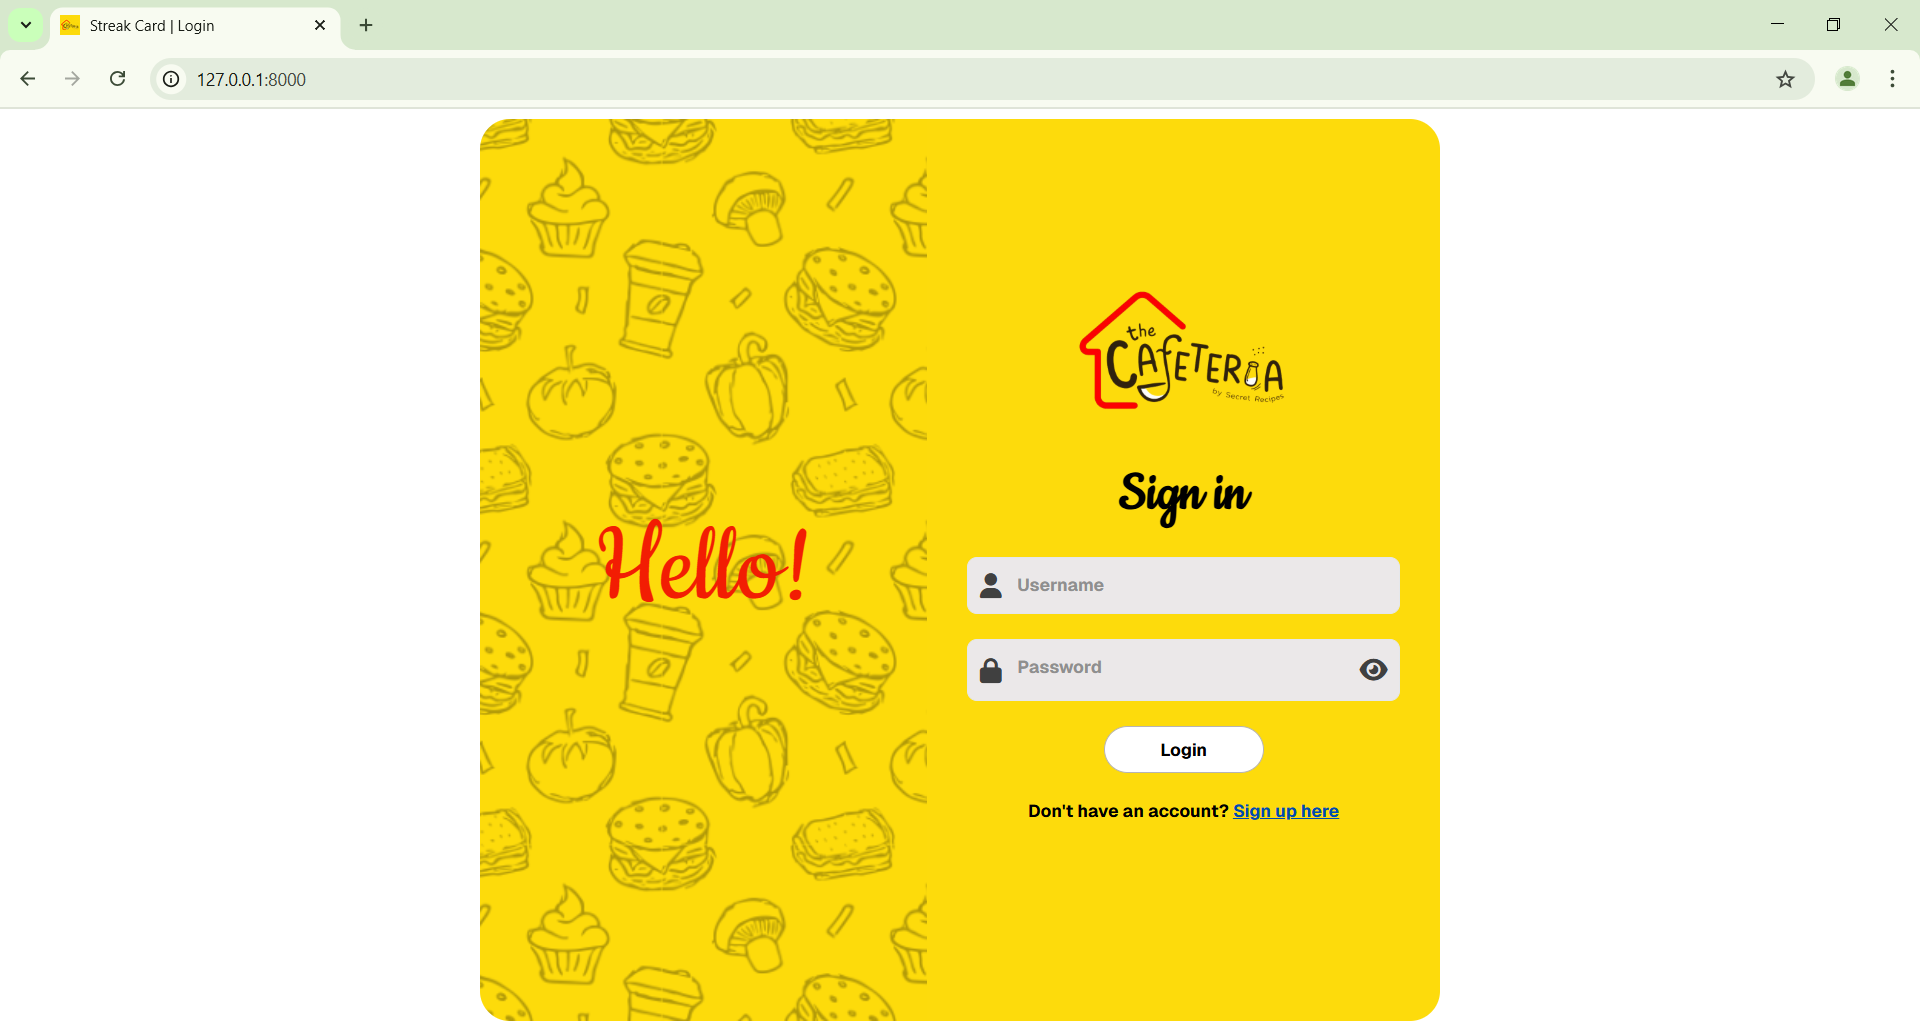 Streak Card | Login
127.0.0.1:8000
Hello!
the
CAFETERIA
by Secret Recipes
Sign in
Username
Password
Login
Don't have an account? Sign up here